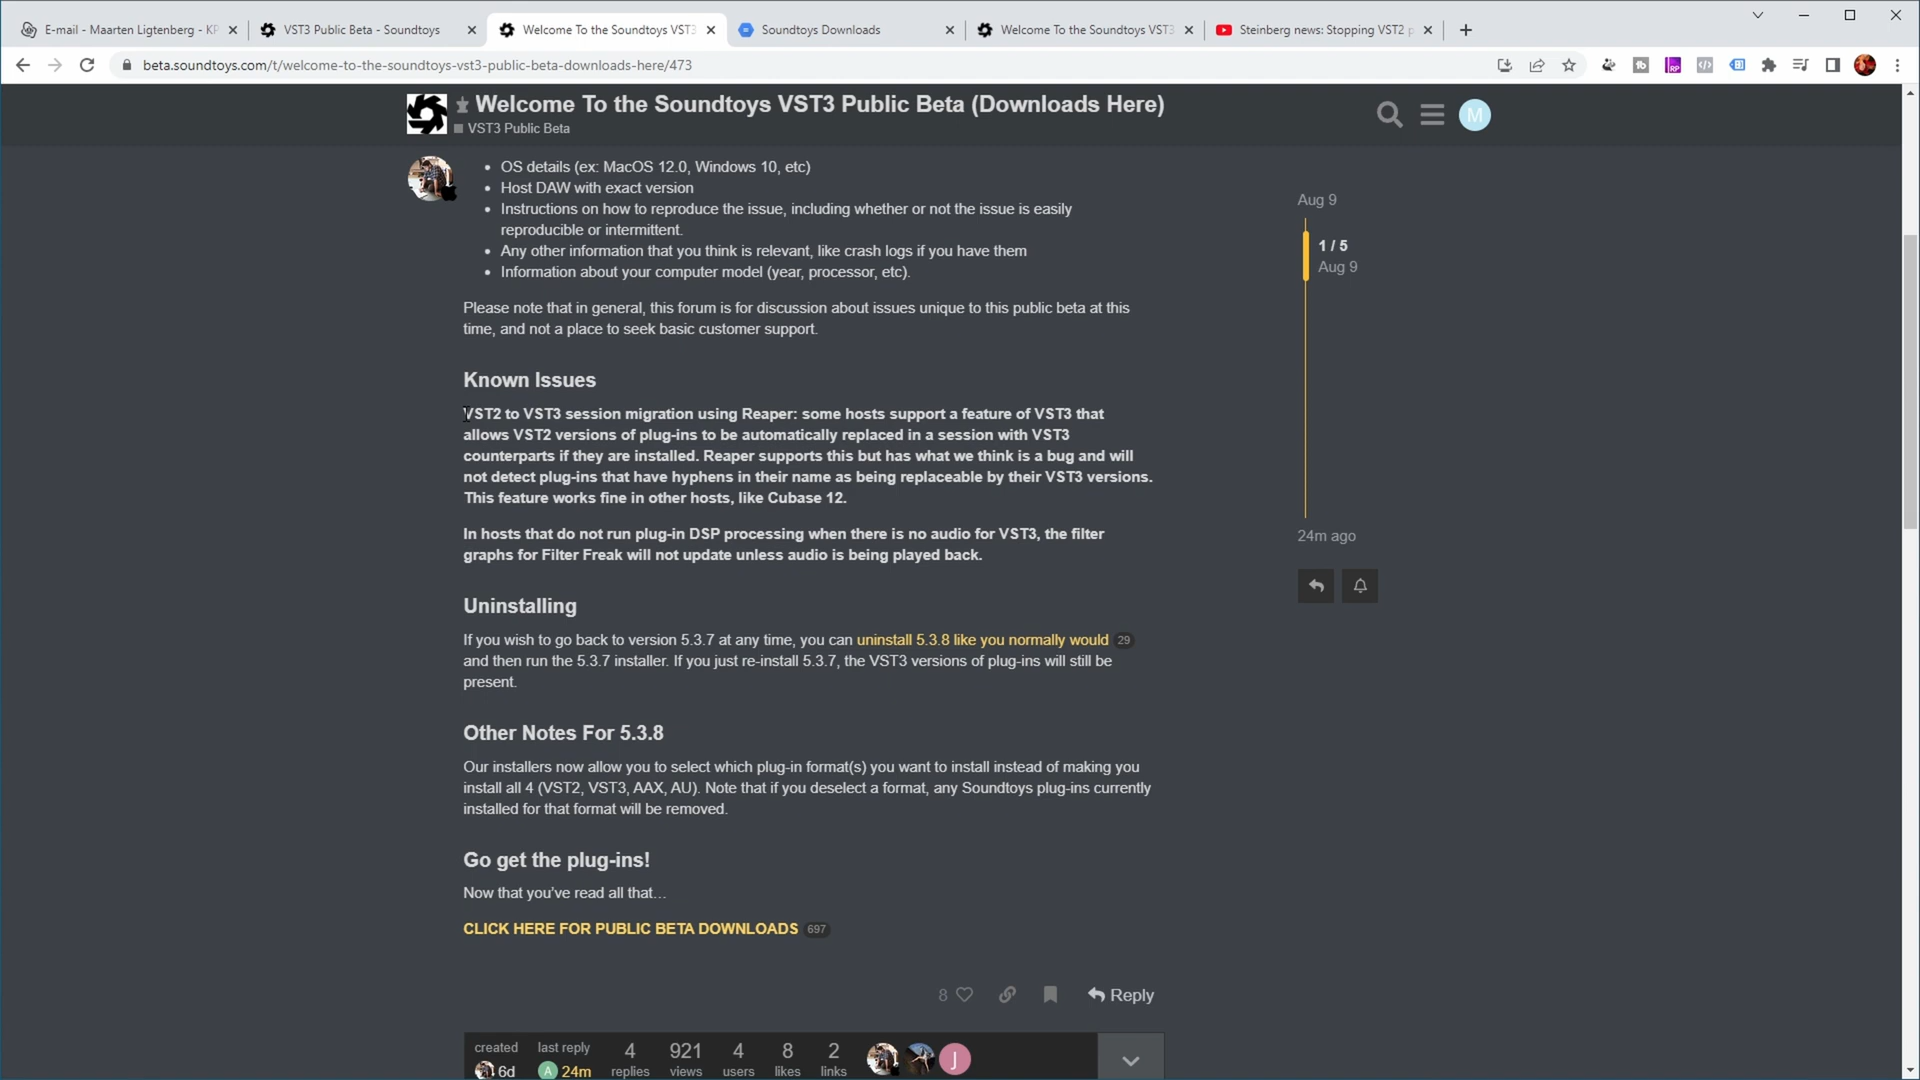 E-mail - Maarten Ligtenberg - KP
VST3 Public Beta - Soundtoys
Welcome To the Soundtoys VST3
Soundtoys Downloads
Welcome To the Soundtoys VST3
Steinberg news: Stopping VST2 p
beta.soundtoys.com/t/welcome-to-the-soundtoys-vst3-public-beta-downloads-here/473
Welcome To the Soundtoys VST3 Public Beta (Downloads Here)
VST3 Public Beta
M
OS details (ex: MacOS 12.0, Windows 10, etc)
Host DAW with exact version
Instructions on how to reproduce the issue, including whether or not the issue is easily
reproducible or intermittent.
Any other information that you think is relevant, like crash logs if you have them
Information about your computer model (year, processor, etc).
Please note that in general, this forum is for discussion about issues unique to this public beta at this
time, and not a place to seek basic customer support.
Aug 9
1 / 5
Aug 9
24m ago
Known Issues
VST2 to VST3 session migration using Reaper: some hosts support a feature of VST3 that
allows VST2 versions of plug-ins to be automatically replaced in a session with VST3
counterparts if they are installed. Reaper supports this but has what we think is a bug and will
not detect plug-ins that have hyphens in their name as being replaceable by their VST3 versions.
This feature works fine in other hosts, like Cubase 12.
In hosts that do not run plug-in DSP processing when there is no audio for VST3, the filter
graphs for Filter Freak will not update unless audio is being played back.
Uninstalling
If you wish to go back to version 5.3.7 at any time, you can uninstall 5.3.8 like you normally would 29
and then run the 5.3.7 installer. If you just re-install 5.3.7, the VST3 versions of plug-ins will still be
present.
Other Notes For 5.3.8
Our installers now allow you to select which plug-in format(s) you want to install instead of making you
install all 4 (VST2, VST3, AAX, AU). Note that if you deselect a format, any Soundtoys plug-ins currently
installed for that format will be removed.
Go get the plug-ins!
Now that you've read all that…
CLICK HERE FOR PUBLIC BETA DOWNLOADS 697
8
Reply
created last reply 4 921 4 8 2 J
6d A 24m replies views users likes links